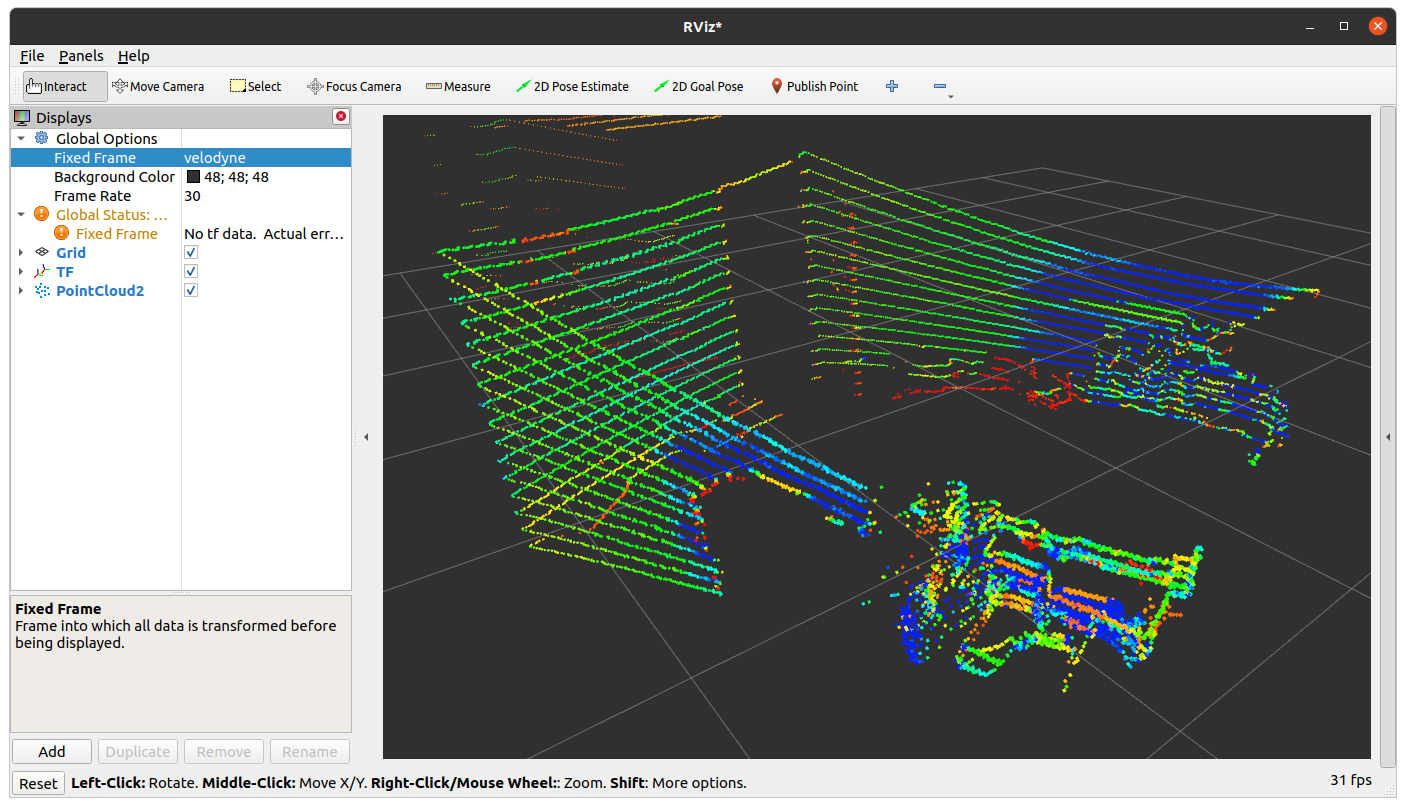 RViz*
File Panels Help
Interact Move Camera Select Focus Camera Measure 2D Pose Estimate 2D Goal Pose Publish Point
Displays
Global Options
Fixed Frame velodyne
Background Color 48; 48; 48
Frame Rate 30
Global Status: ...
Fixed Frame No tf data. Actual err...
Grid
TF
PointCloud2
Fixed Frame
Frame into which all data is transformed before
being displayed.
Add Duplicate Remove Rename
Reset Left-Click: Rotate. Middle-Click: Move X/Y. Right-Click/Mouse Wheel:: Zoom. Shift: More options. 31 fps